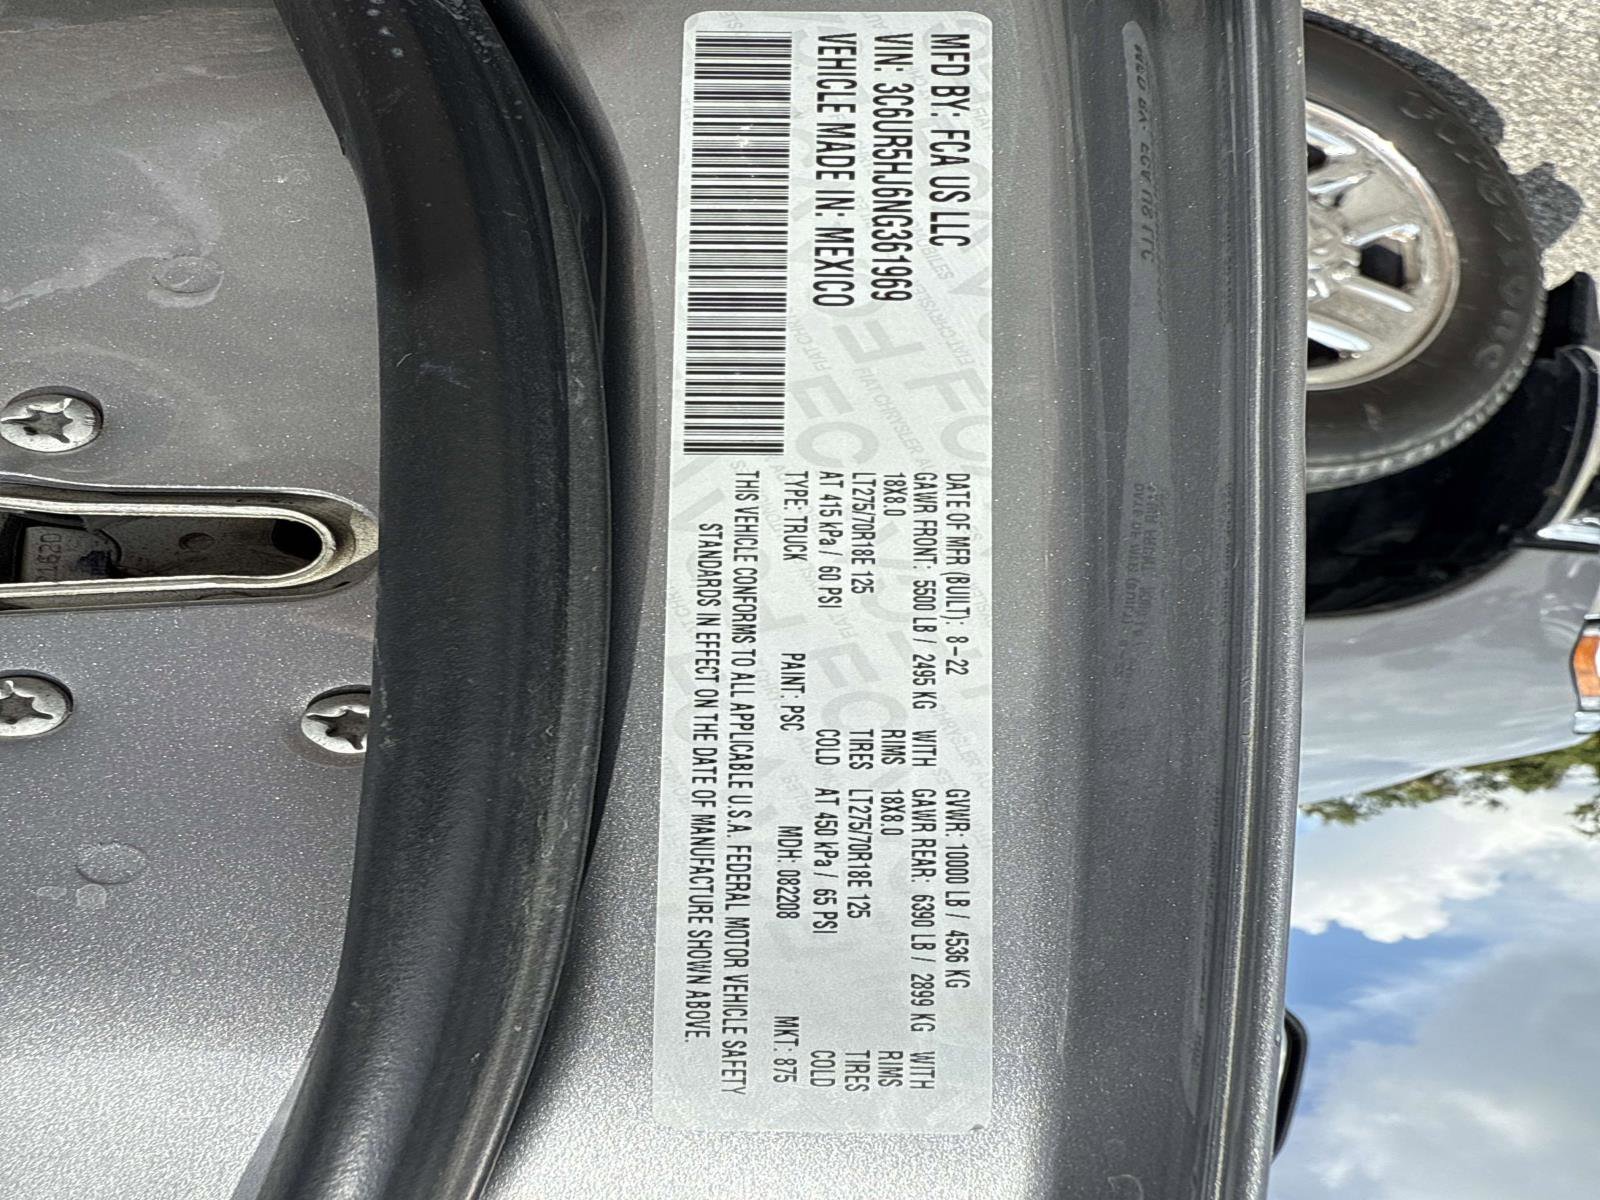 MFD BY: FCA US LLC
VIN: 3C6UR5HJ6NG361969
VEHICLE MADE IN: MEXICO
DATE OF MFR (BUILT): 8-22 GVWR: 10000 LB / 4536 KG
GAWR FRONT: 5500 LB / 2495 KG WITH GAWR REAR: 6390 LB / 2899 KG WITH
18X8.0 RIMS 18X8.0 RIMS
LT275/70R18E 125 TIRES LT275/70R18E 125 TIRES
AT 415 kPa / 60 PSI COLD AT 450 kPa / 65 PSI COLD
TYPE: TRUCK PAINT: PSC MDH: 082208 MKT: 875
THIS VEHICLE CONFORMS TO ALL APPLICABLE U.S.A. FEDERAL MOTOR VEHICLE SAFETY
STANDARDS IN EFFECT ON THE DATE OF MANUFACTURE SHOWN ABOVE.